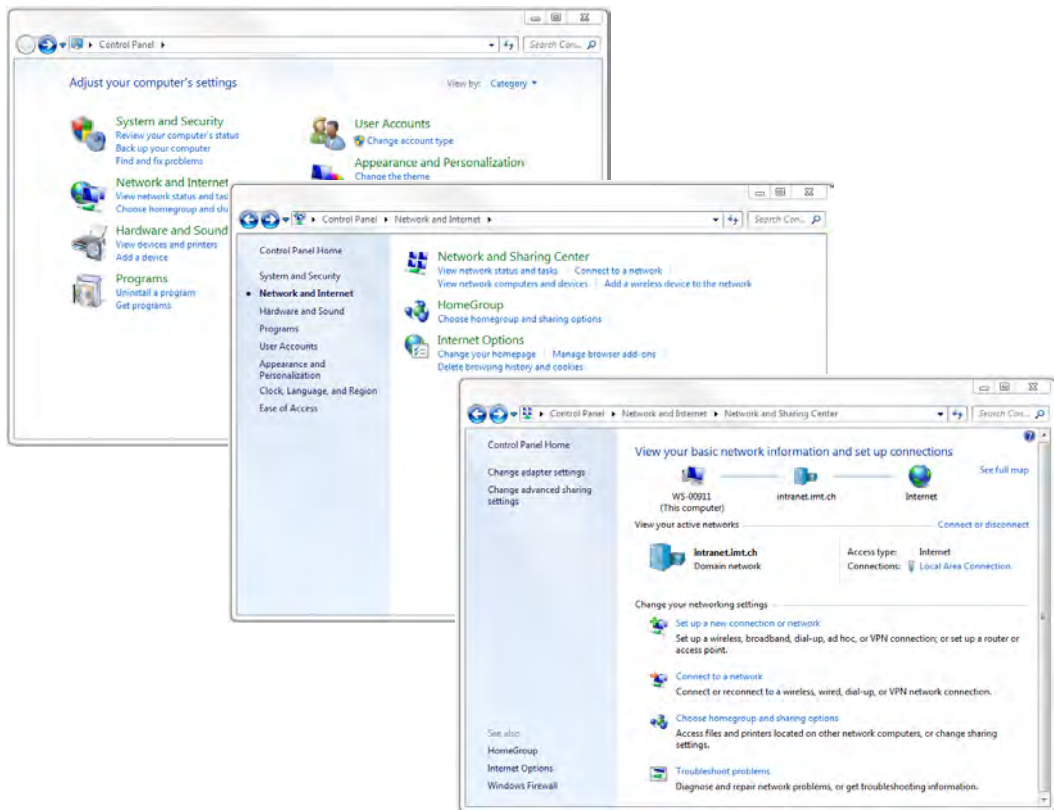 Control Panel
Search Con...
Adjust your computer's settings
View by: Category
System and Security
Review your computer's status
Back up your computer
Find and fix problems
Network and Internet
View network status and
Choose homegroup and
Hardware and Sound
View devices and printers
Add a device
Programs
Uninstall a program
Get programs
User Accounts
Change account type
Appearance and Personalization
Change the theme
Control Panel Network and Internet
Search Con...
Control Panel Home
System and Security
Network and Internet
Hardware and Sound
Programs
User Accounts
Appearance and
Personalization
Clock, Language, and Region
Ease of Access
Network and Sharing Center
View network status and tasks Connect to a network
View network computers and devices Add a wireless device to the network
HomeGroup
Choose homegroup and sharing options
Internet Options
Change your homepage Manage browser add-ons
Delete browsing history and cookies
Control Panel Network and Internet Network and Sharing Center
Search Con...
Control Panel Home
Change adapter settings
Change advanced sharing
settings
See also
HomeGroup
Internet Options
Windows Firewall
View your basic network information and set up connections
See full map
WS-00911
(This computer)
intranet.imt.ch
Internet
View your active networks
Connect or disconnect
intranet.imt.ch
Domain network
Access type: Internet
Connections: Local Area Connection
Change your networking settings
Set up a new connection or network
Set up a wireless, broadband, dial-up, ad hoc, or VPN connection; or set up a router or
access point.
Connect to a network
Connect or reconnect to a wireless, wired, dial-up, or VPN network connection.
Choose homegroup and sharing options
Access files and printers located on other network computers, or change sharing
settings.
Troubleshoot problems
Diagnose and repair network problems, or get troubleshooting information.